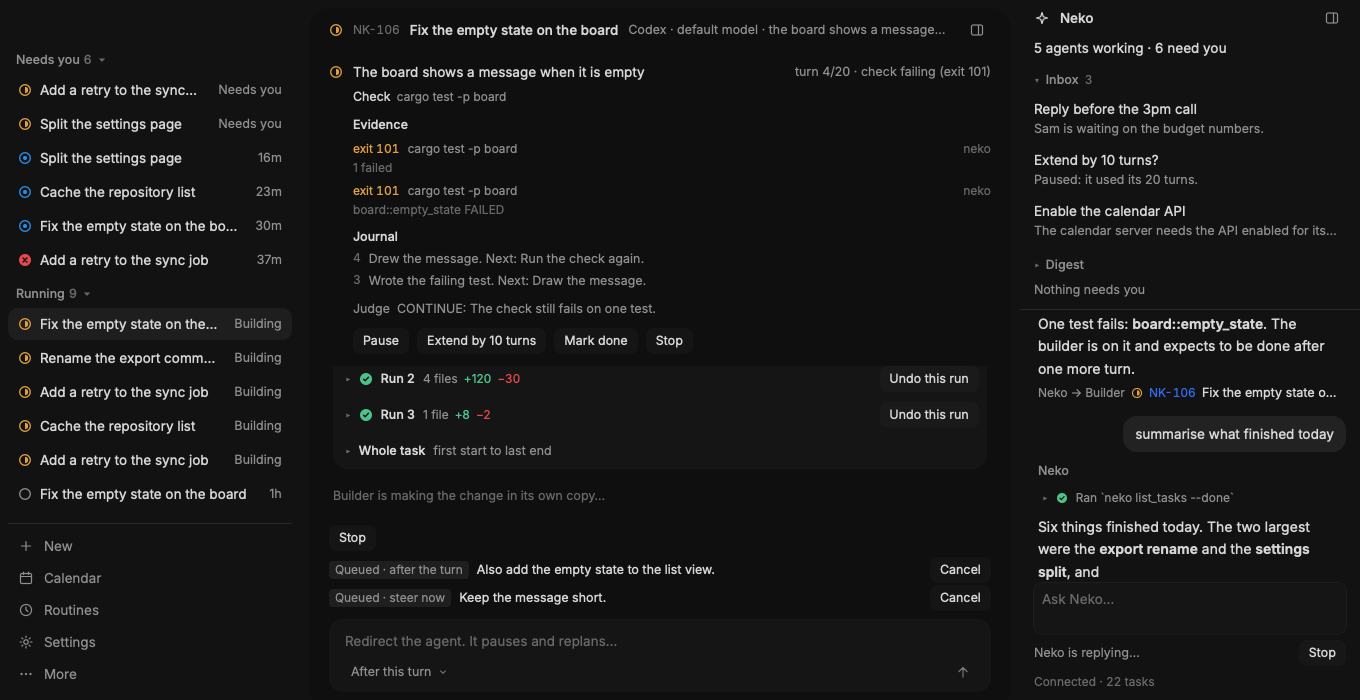 Needs you 6
Add a retry to the sync... Needs you
Split the settings page Needs you
Split the settings page 16m
Cache the repository list 23m
Fix the empty state on the bo... 30m
Add a retry to the sync job 37m
Running 9
Fix the empty state on the... Building
Rename the export comm... Building
Add a retry to the sync job Building
Cache the repository list Building
Add a retry to the sync job Building
Fix the empty state on the board 1h
New
Calendar
Routines
Settings
More
NK-106 Fix the empty state on the board Codex · default model · the board shows a message...
The board shows a message when it is empty turn 4/20 · check failing (exit 101)
Check cargo test -p board
Evidence
exit 101 cargo test -p board neko
1 failed
exit 101 cargo test -p board neko
board::empty_state FAILED
Journal
4 Drew the message. Next: Run the check again.
3 Wrote the failing test. Next: Draw the message.
Judge CONTINUE: The check still fails on one test.
Pause Extend by 10 turns Mark done Stop
Run 2 4 files +120 −30 Undo this run
Run 3 1 file +8 −2 Undo this run
Whole task first start to last end
Builder is making the change in its own copy...
Stop
Queued · after the turn Also add the empty state to the list view. Cancel
Queued · steer now Keep the message short. Cancel
Redirect the agent. It pauses and replans...
After this turn
Neko
5 agents working · 6 need you
Inbox 3
Reply before the 3pm call
Sam is waiting on the budget numbers.
Extend by 10 turns?
Paused: it used its 20 turns.
Enable the calendar API
The calendar server needs the API enabled for its...
Digest
Nothing needs you
One test fails: board::empty_state. The
builder is on it and expects to be done after
one more turn.
Neko → Builder NK-106 Fix the empty state o...
summarise what finished today
Neko
Ran `neko list_tasks --done`
Six things finished today. The two largest
were the export rename and the settings
split, and
Ask Neko...
Neko is replying... Stop
Connected · 22 tasks